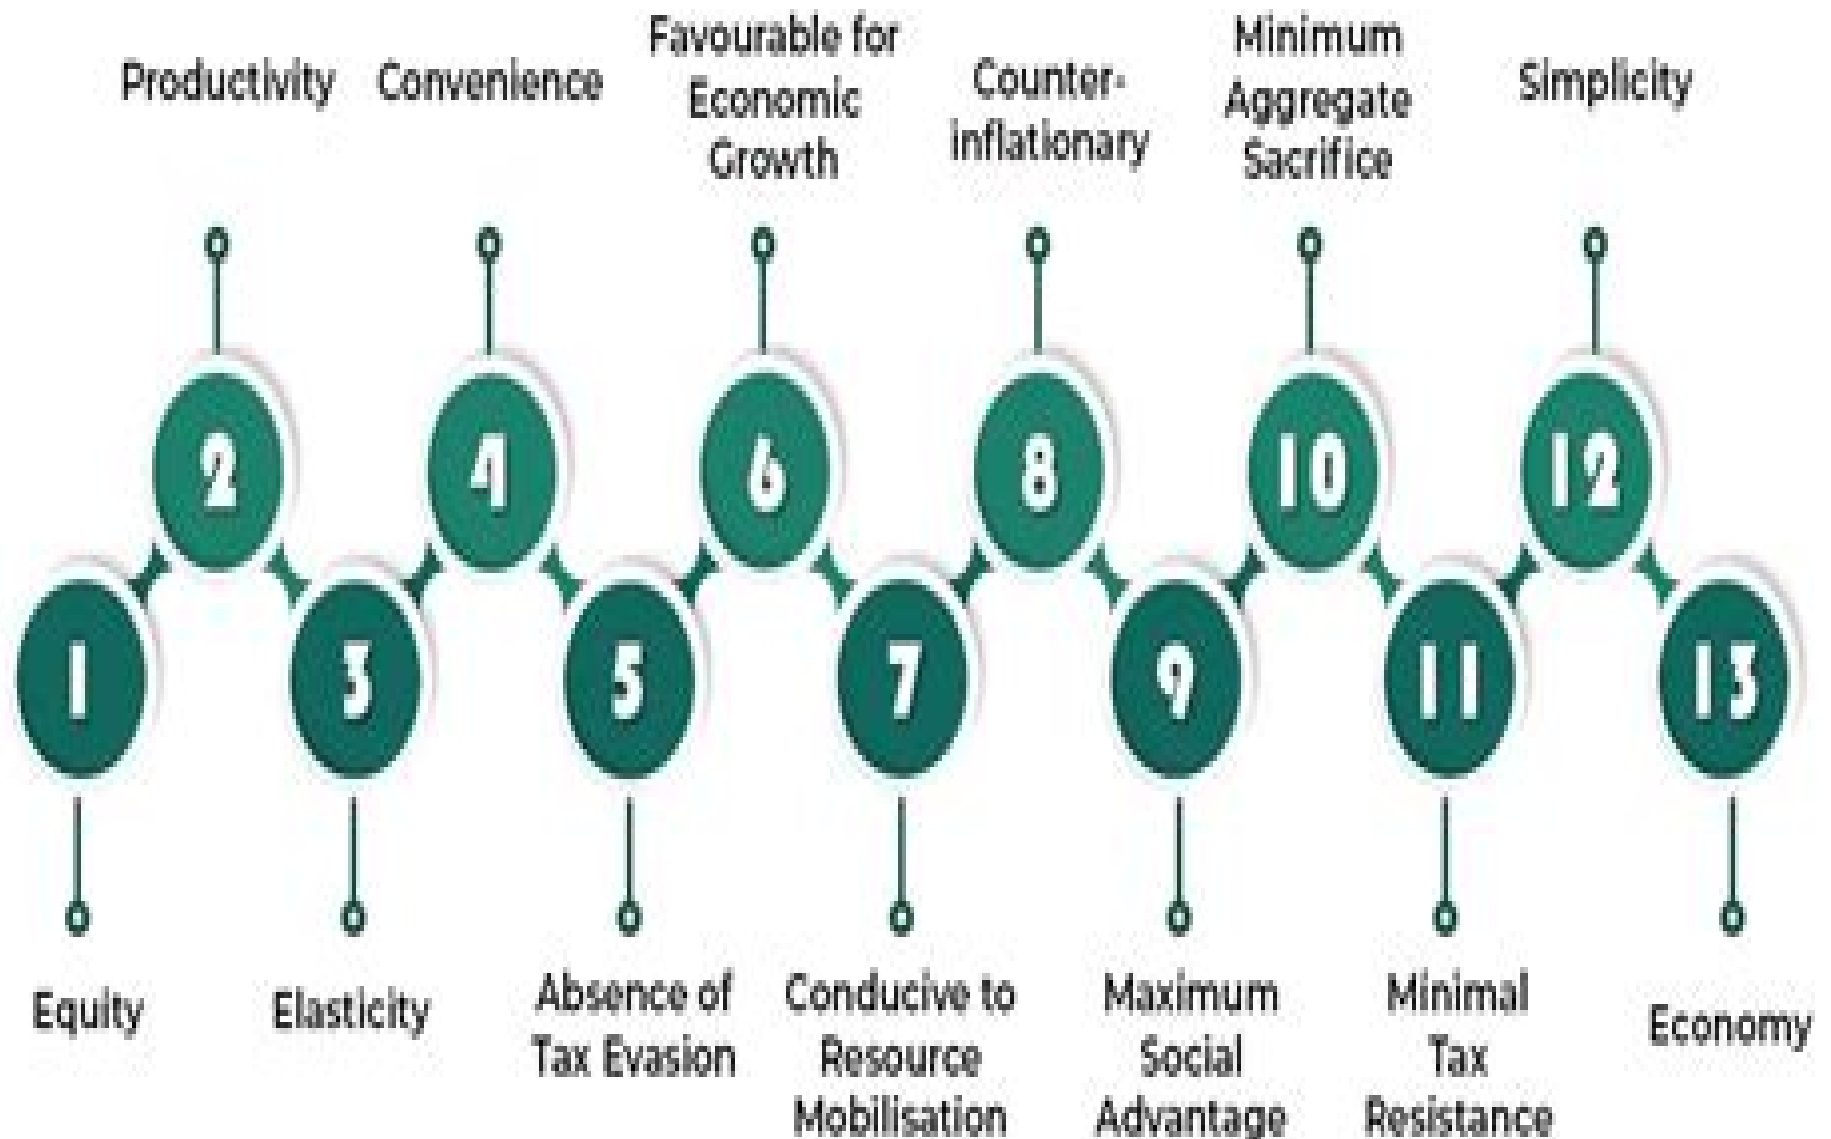 Productivity
Convenience
Favourable for
Economic
Growth
Counter-
inflationary
Minimum
Aggregate
Sacrifice
Simplicity
2
4
6
8
10
12
1
3
5
7
9
11
13
Equity
Elasticity
Absence of
Tax Evasion
Conducive to
Resource
Mobilisation
Maximum
Social
Advantage
Minimal
Tax
Resistance
Economy